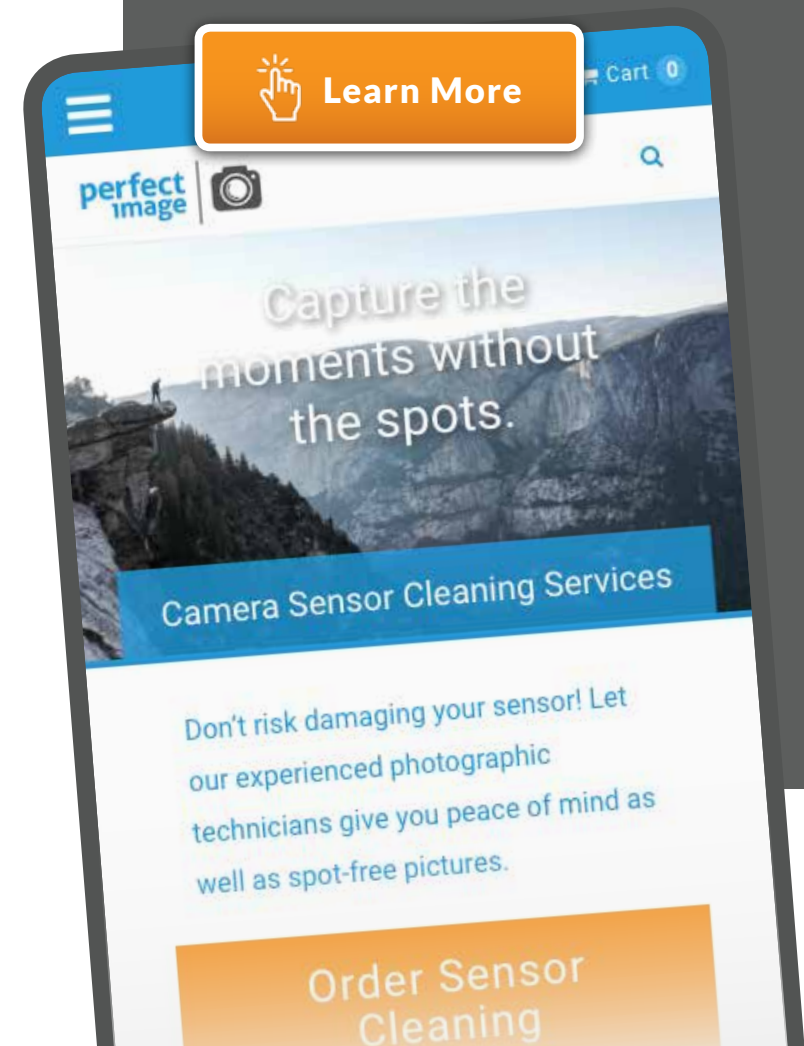 Learn More
Cart 0
perfect
image
Capture the
moments without
the spots.
Camera Sensor Cleaning Services
Don't risk damaging your sensor! Let
our experienced photographic
technicians give you peace of mind as
well as spot-free pictures.
Order Sensor
Cleaning